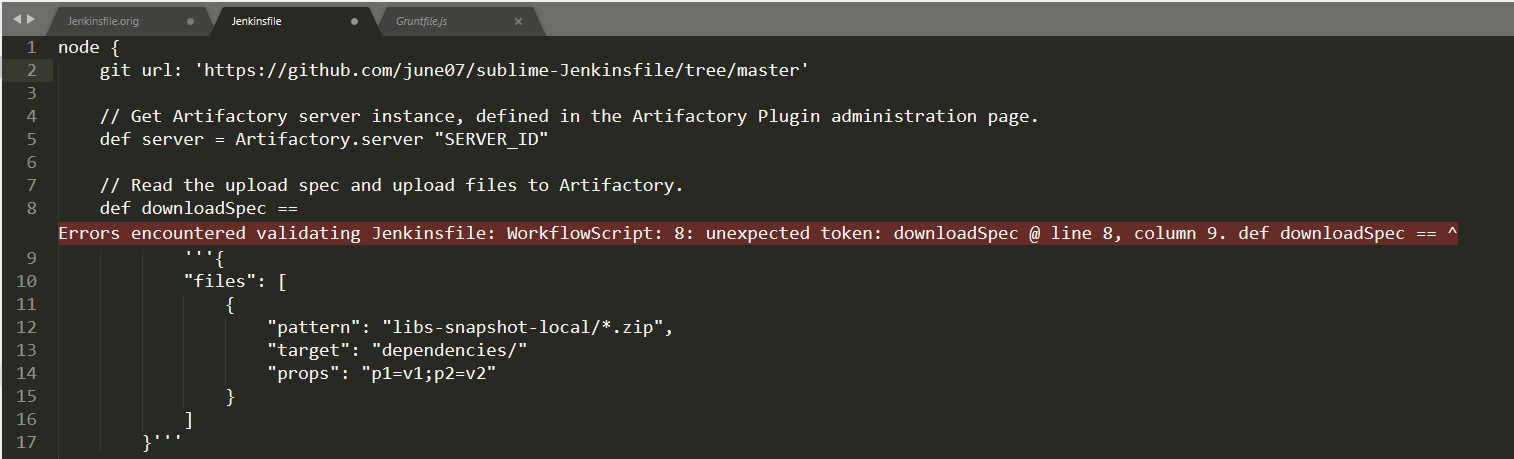 Jenkinsfile.orig Jenkinsfile Gruntfile.js
1 node {
2 git url: 'https://github.com/june07/sublime-Jenkinsfile/tree/master'
3
4 // Get Artifactory server instance, defined in the Artifactory Plugin administration page.
5 def server = Artifactory.server "SERVER_ID"
6
7 // Read the upload spec and upload files to Artifactory.
8 def downloadSpec ==
Errors encountered validating Jenkinsfile: WorkflowScript: 8: unexpected token: downloadSpec @ line 8, column 9. def downloadSpec == ^
9 '''{
10 "files": [
11 {
12 "pattern": "libs-snapshot-local/*.zip",
13 "target": "dependencies/"
14 "props": "p1=v1;p2=v2"
15 }
16 ]
17 }'''